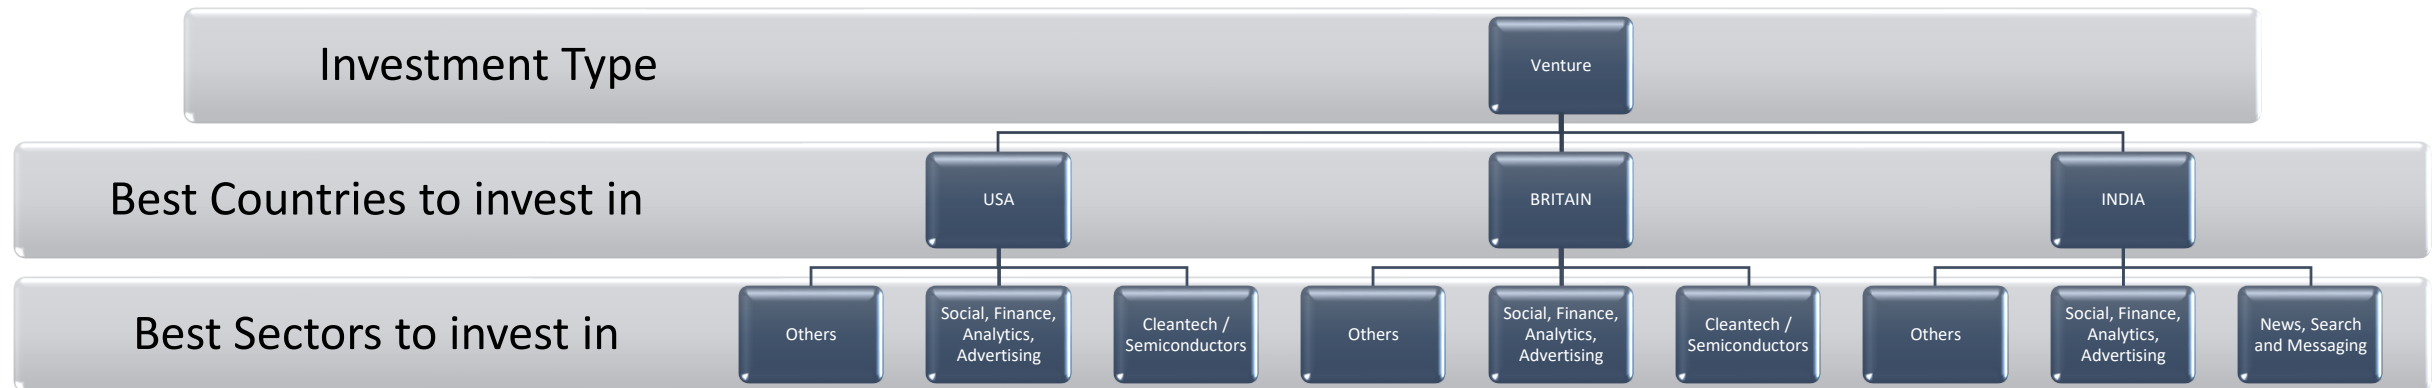 Investment Type
Venture
Best Countries to invest in
USA
BRITAIN
INDIA
Best Sectors to invest in
Others
Social, Finance,
Analytics,
Advertising
Cleantech /
Semiconductors
Others
Social, Finance,
Analytics,
Advertising
Cleantech /
Semiconductors
Others
Social, Finance,
Analytics,
Advertising
News, Search
and Messaging